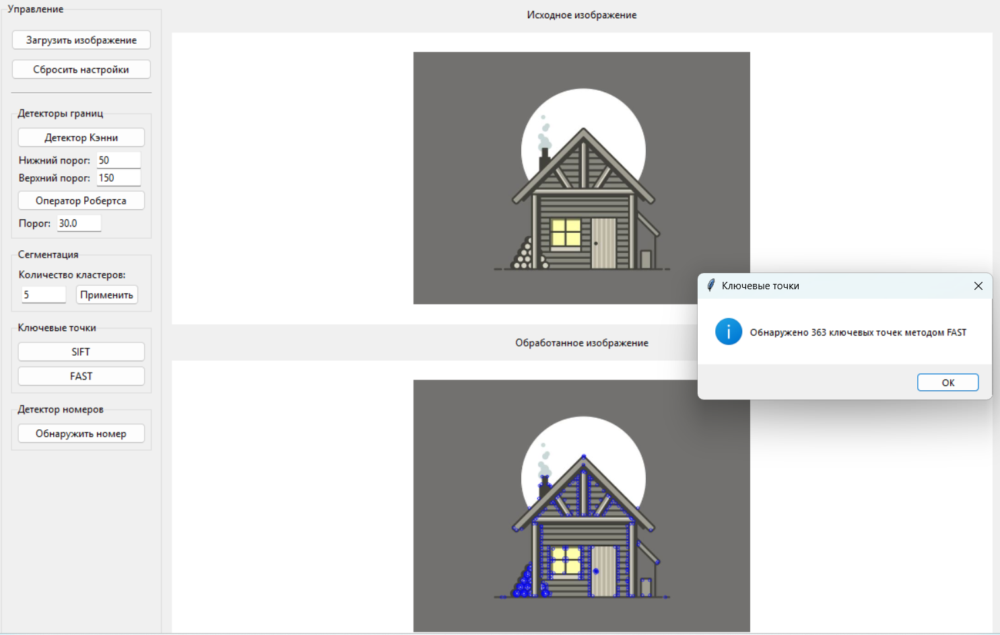 Управление
Загрузить изображение
Сбросить настройки
Детекторы границ
Детектор Кэнни
Нижний порог: 50
Верхний порог: 150
Оператор Робертса
Порог: 30.0
Сегментация
Количество кластеров:
5 Применить
Ключевые точки
SIFT
FAST
Детектор номеров
Обнаружить номер
Исходное изображение
Обработанное изображение
Ключевые точки
Обнаружено 363 ключевых точек методом FAST
OK